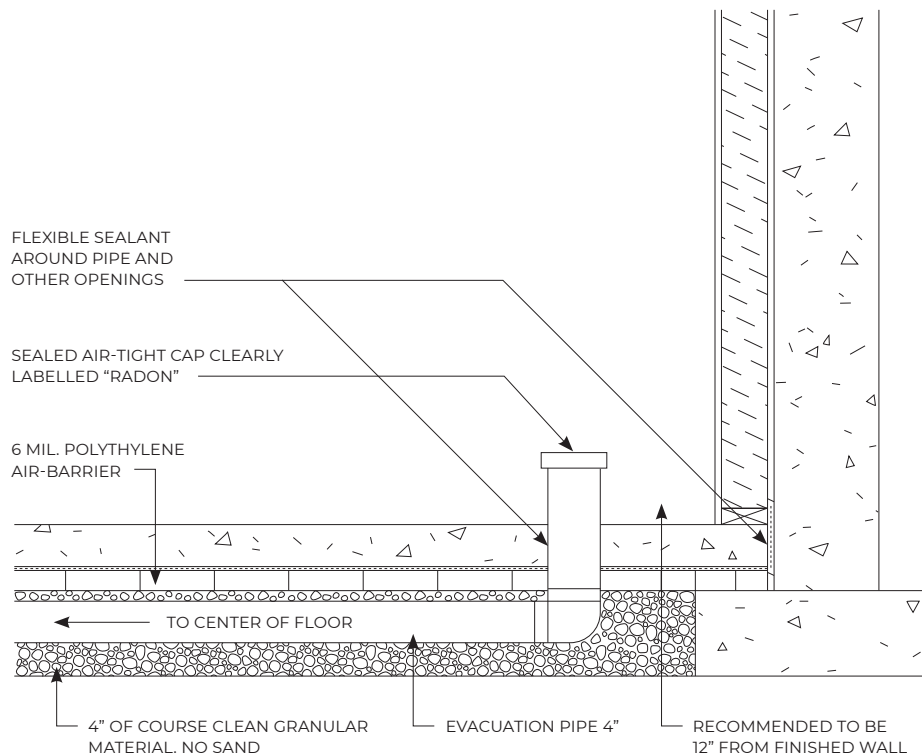 FLEXIBLE SEALANT
AROUND PIPE AND
OTHER OPENINGS
SEALED AIR-TIGHT CAP CLEARLY
LABELLED “RADON”
6 MIL. POLYTHYLENE
AIR-BARRIER
TO CENTER OF FLOOR
4” OF COURSE CLEAN GRANULAR
MATERIAL. NO SAND
EVACUATION PIPE 4”
RECOMMENDED TO BE
12” FROM FINISHED WALL